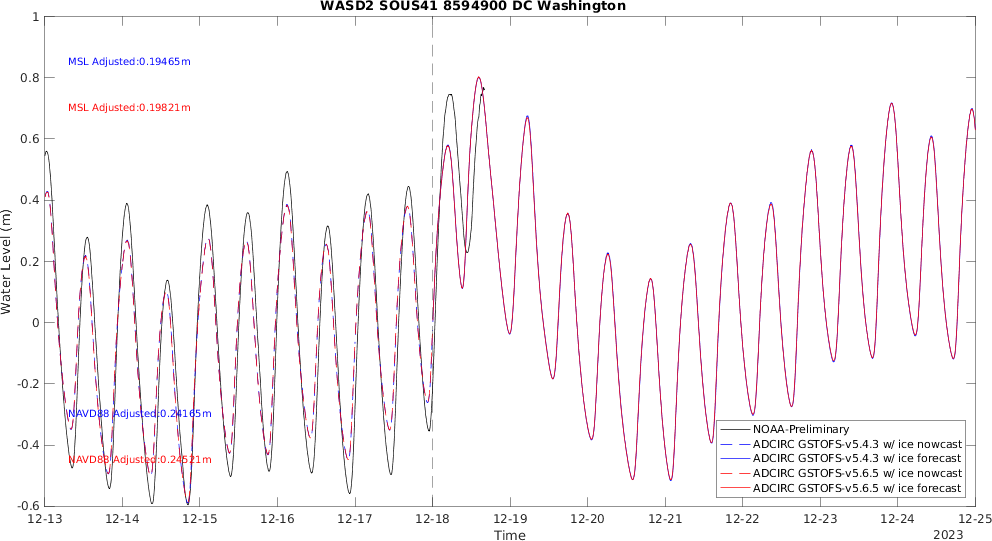 WASD2 SOUS41 8594900 DC Washington
MSL Adjusted:0.19465m
MSL Adjusted:0.19821m
NAVD88 Adjusted:0.24165m
NAVD88 Adjusted:0.24521m
Water Level (m)
1
0.8
0.6
0.4
0.2
0
-0.2
-0.4
-0.6
NOAA-Preliminary
ADCIRC GSTOFS-v5.4.3 w/ ice nowcast
ADCIRC GSTOFS-v5.4.3 w/ ice forecast
ADCIRC GSTOFS-v5.6.5 w/ ice nowcast
ADCIRC GSTOFS-v5.6.5 w/ ice forecast
12-13 12-14 12-15 12-16 12-17 12-18 12-19 12-20 12-21 12-22 12-23 12-24 12-25
Time
2023